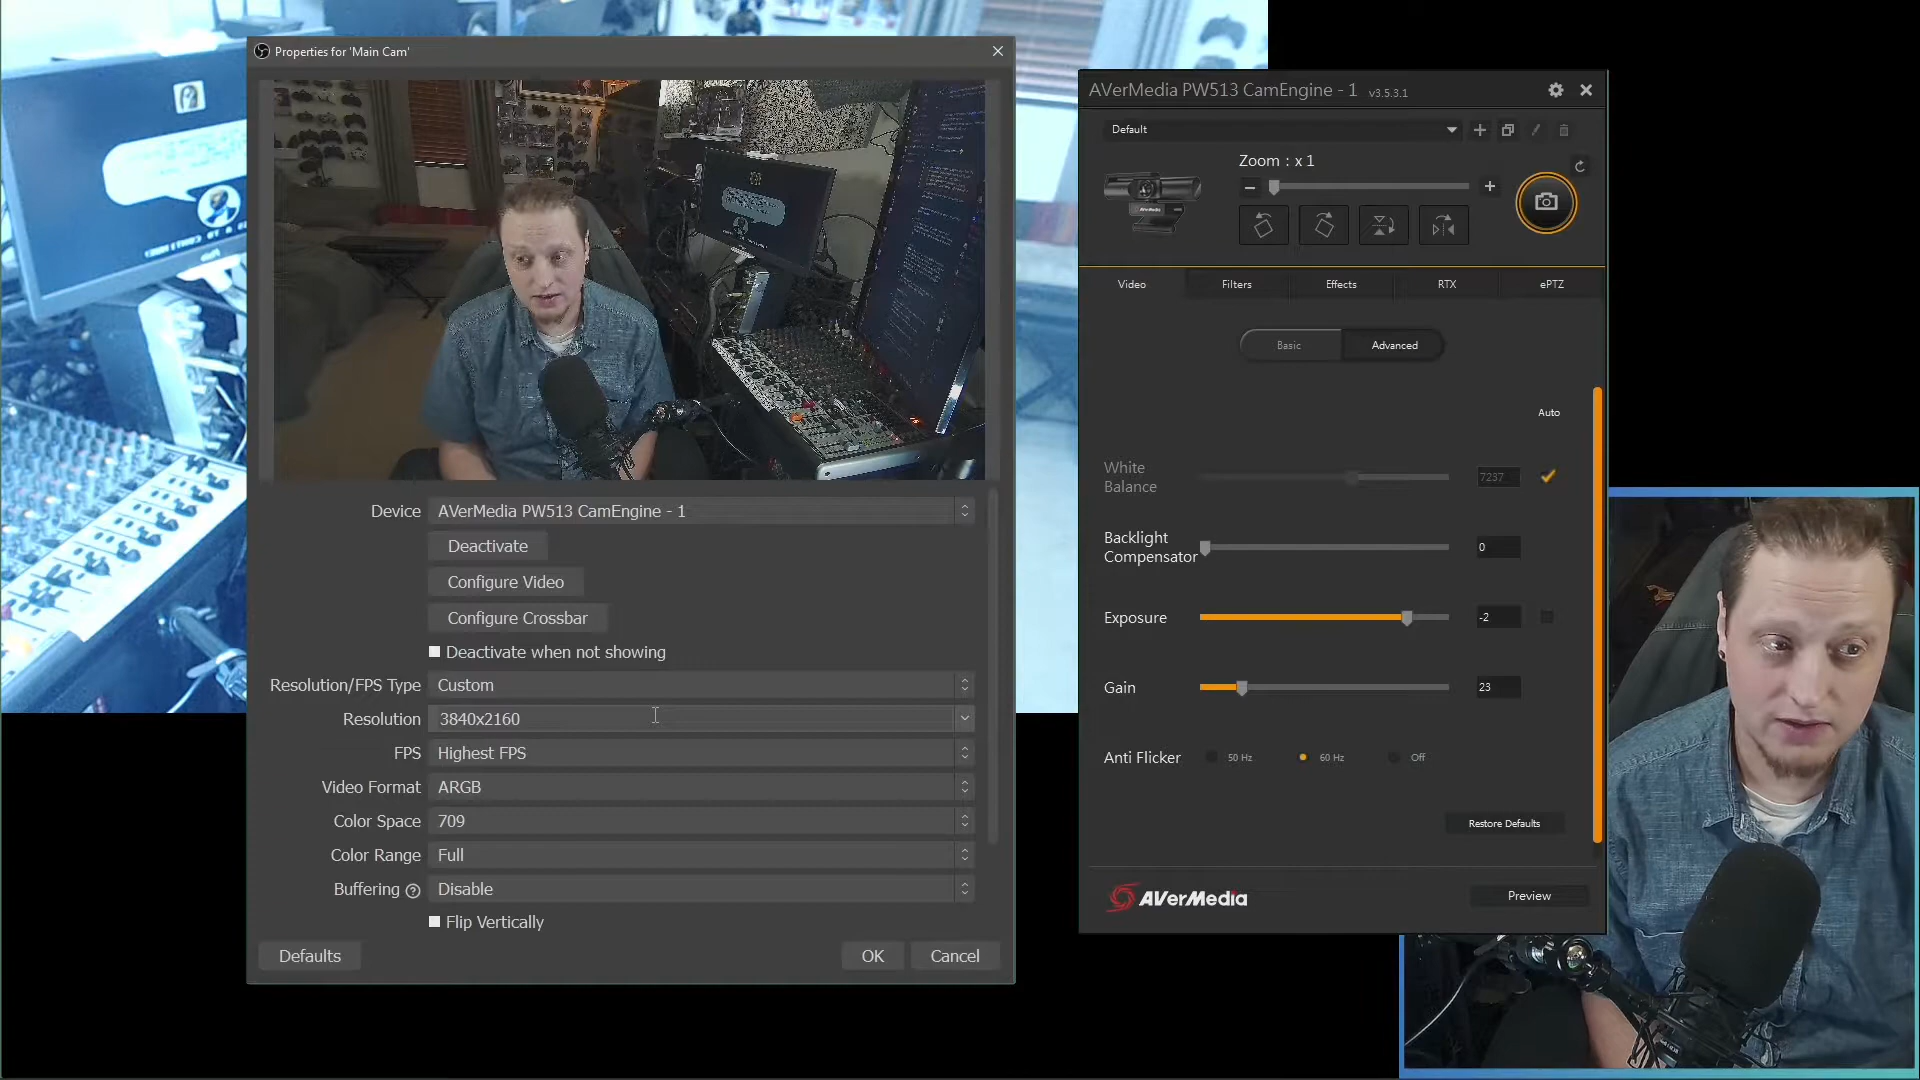 Properties for 'Main Cam'
Device
AVerMedia PW513 CamEngine - 1
Deactivate
Configure Video
Configure Crossbar
Deactivate when not showing
Resolution/FPS Type
Custom
Resolution
3840x2160
FPS
Highest FPS
Video Format
ARGB
Color Space
709
Color Range
Full
Buffering
Disable
Flip Vertically
Defaults
OK
Cancel
AVerMedia PW513 CamEngine - 1 v3.5.3.1
Default
Zoom : x 1
Video
Filters
Effects
RTX
ePTZ
Basic
Advanced
Auto
White
Balance
7237
Backlight
Compensator
0
Exposure
-2
Gain
23
Anti Flicker
50 Hz
60 Hz
Off
Restore Defaults
AVerMedia
Preview